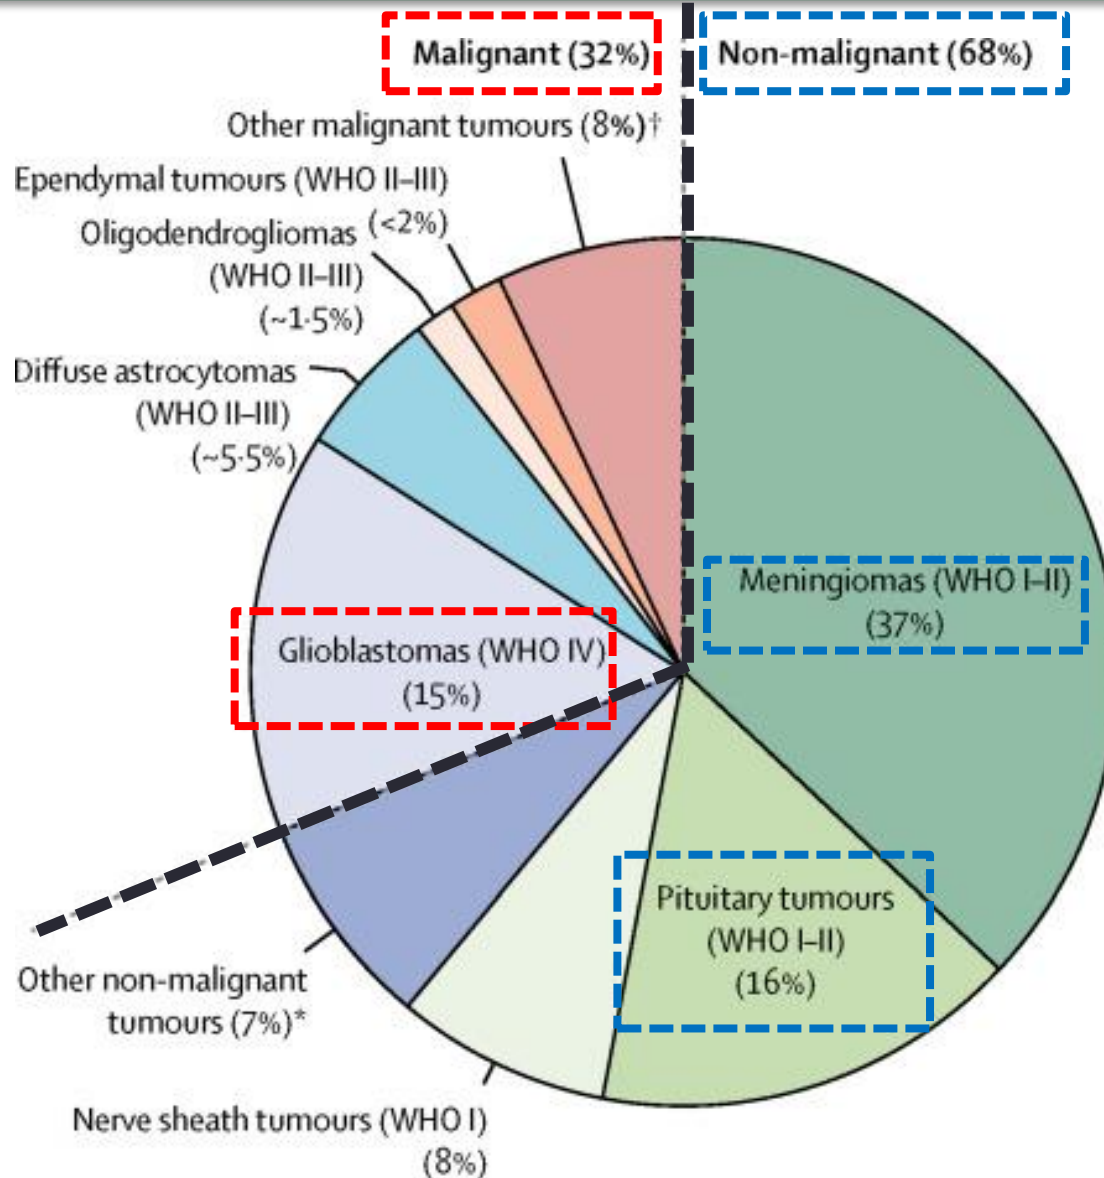 Malignant (32%)
Non-malignant (68%)
Other malignant tumours (8%)†
Ependymal tumours (WHO II–III)
(<2%)
Oligodendrogliomas
(WHO II–III)
(~1·5%)
Diffuse astrocytomas
(WHO II–III)
(~5·5%)
Meningiomas (WHO I–II)
(37%)
Glioblastomas (WHO IV)
(15%)
Pituitary tumours
(WHO I–II)
(16%)
Other non-malignant
tumours (7%)*
Nerve sheath tumours (WHO I)
(8%)